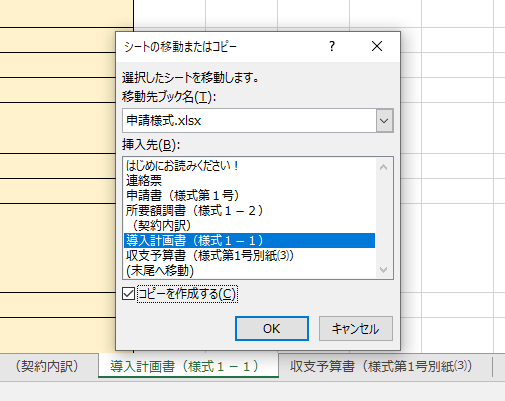 シートの移動またはコピー ? ×
選択したシートを移動します。
移動先ブック名(T):
申請様式.xlsx
挿入先(B):
はじめにお読みください！
連絡票
申請書（様式第１号）
所要額調書（様式１－２）
（契約内訳）
導入計画書（様式１－１）
収支予算書（様式第1号別紙⑶）
(末尾へ移動)
コピーを作成する(C)
OK キャンセル
（契約内訳） 導入計画書（様式１－１） 収支予算書（様式第1号別紙⑶）